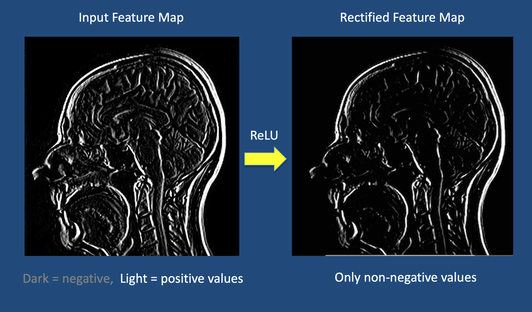 Input Feature Map
Rectified Feature Map
ReLU
Dark = negative, Light = positive values
Only non-negative values